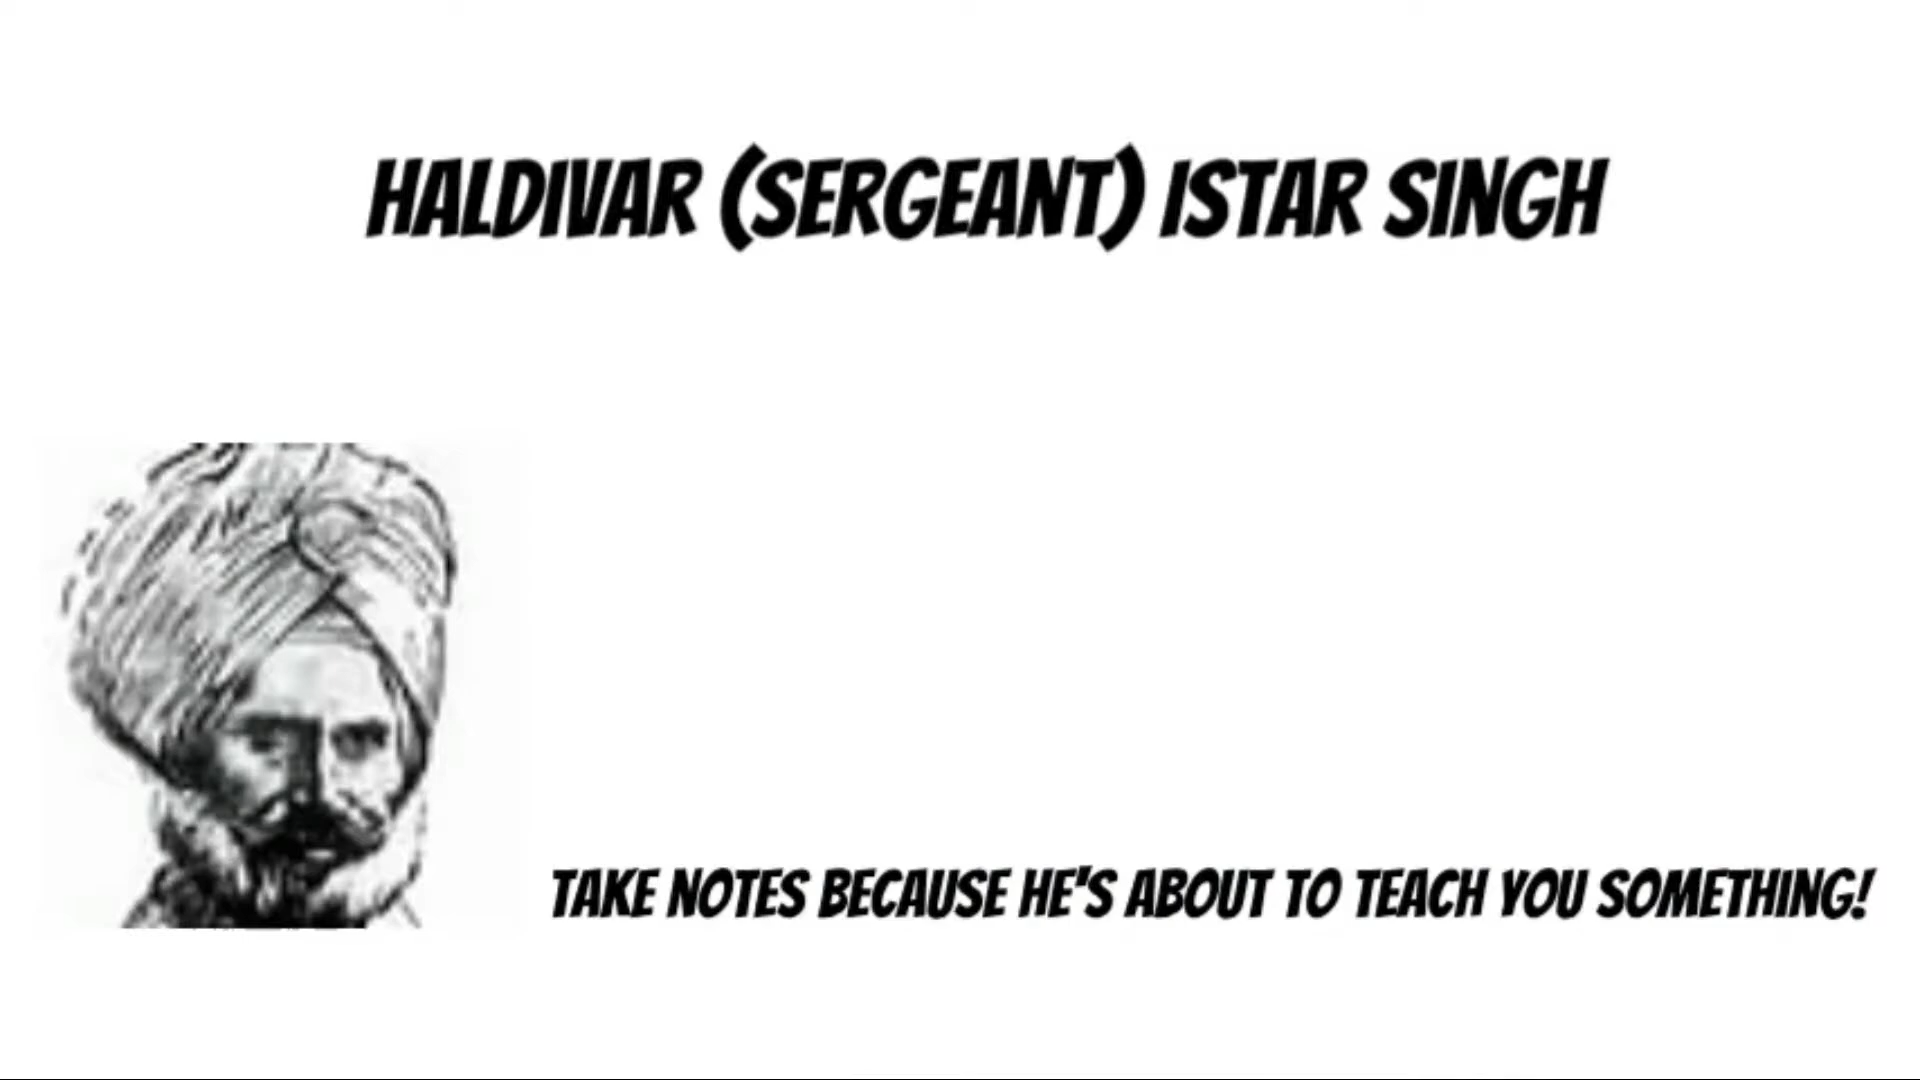 HALDIVAR (SERGEANT) ISTAR SINGH
TAKE NOTES BECAUSE HE'S ABOUT TO TEACH YOU SOMETHING!